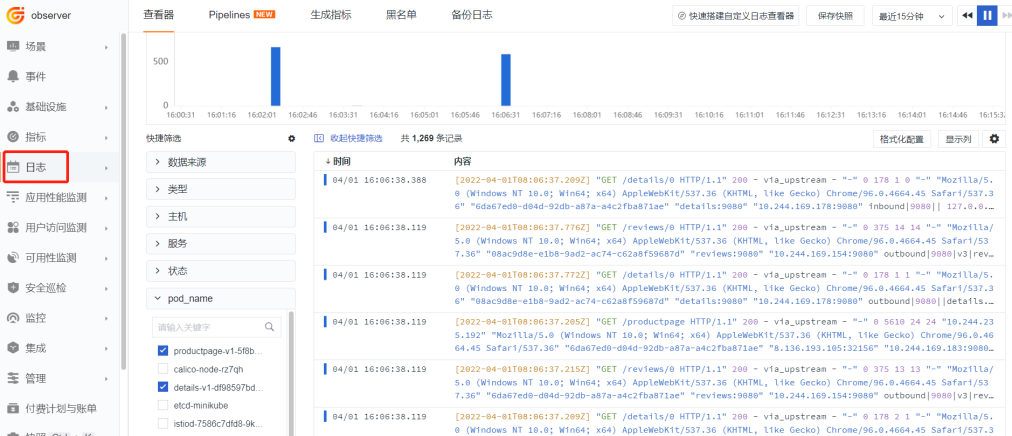 observer
查看器 Pipelines NEW 生成指标 黑名单 备份日志 快速搭建自定义日志查看器 保存快照 最近15分钟
场景
事件
基础设施
指标
日志
应用性能监测
用户访问监测
可用性监测
安全巡检
监控
集成
管理
付费计划与账单
500
0
16:00:31 16:01:16 16:02:01 16:02:46 16:03:31 16:04:16 16:05:01 16:05:46 16:06:31 16:07:16 16:08:01 16:08:46 16:09:31 16:10:16 16:11:01 16:11:46 16:12:31 16:13:16 16:14:01 16:14:46 16:15:3
快捷筛选 收起快捷筛选 共 1,269 条记录 格式化配置 显示列
数据来源
类型
主机
服务
状态
pod_name
请输入关键字
productpage-v1-5f8b...
calico-node-rz7qh
details-v1-df98597bd...
etcd-minikube
istiod-7586c7dfd8-9k...
时间 内容
04/01 16:06:38.388 [2022-04-01T08:06:37.209Z] "GET /details/0 HTTP/1.1" 200 - via_upstream - "-" 0 178 1 0 "-" "Mozilla/5.
0 (Windows NT 10.0; Win64; x64) AppleWebKit/537.36 (KHTML, like Gecko) Chrome/96.0.4664.45 Safari/537.3
6" "6da67ed0-d04d-92db-a87a-a4c2fba871ae" "details:9080" "10.244.169.178:9080" inbound|9080|| 127.0.0...
04/01 16:06:38.119 [2022-04-01T08:06:37.776Z] "GET /reviews/0 HTTP/1.1" 200 - via_upstream - "-" 0 375 14 14 "-" "Mozilla/
5.0 (Windows NT 10.0; Win64; x64) AppleWebKit/537.36 (KHTML, like Gecko) Chrome/96.0.4664.45 Safari/53
7.36" "08ac9d8e-e1b8-9ad2-ac74-c62a8f59687d" "reviews:9080" "10.244.169.154:9080" outbound|9080|v3|rev...
04/01 16:06:38.119 [2022-04-01T08:06:37.772Z] "GET /details/0 HTTP/1.1" 200 - via_upstream - "-" 0 178 1 1 "-" "Mozilla/5.
0 (Windows NT 10.0; Win64; x64) AppleWebKit/537.36 (KHTML, like Gecko) Chrome/96.0.4664.45 Safari/537.3
6" "08ac9d8e-e1b8-9ad2-ac74-c62a8f59687d" "details:9080" "10.244.169.178:9080" outbound|9080||details...
04/01 16:06:38.119 [2022-04-01T08:06:37.205Z] "GET /productpage HTTP/1.1" 200 - via_upstream - "-" 0 5610 24 24 "10.244.23
5.192" "Mozilla/5.0 (Windows NT 10.0; Win64; x64) AppleWebKit/537.36 (KHTML, like Gecko) Chrome/96.0.46
64.45 Safari/537.36" "6da67ed0-d04d-92db-a87a-a4c2fba871ae" "8.136.193.105:32156" "10.244.169.183:9080...
04/01 16:06:38.119 [2022-04-01T08:06:37.215Z] "GET /reviews/0 HTTP/1.1" 200 - via_upstream - "-" 0 375 13 13 "-" "Mozilla/
5.0 (Windows NT 10.0; Win64; x64) AppleWebKit/537.36 (KHTML, like Gecko) Chrome/96.0.4664.45 Safari/53
7.36" "6da67ed0-d04d-92db-a87a-a4c2fba871ae" "reviews:9080" "10.244.169.154:9080" outbound|9080|v3|rev...
04/01 16:06:38.119 [2022-04-01T08:06:37.209Z] "GET /details/0 HTTP/1.1" 200 - via_upstream - "-" 0 178 2 1 "-" "Mozilla/5.
0 (Windows NT 10.0; Win64; x64) AppleWebKit/537.36 (KHTML, like Gecko) Chrome/96.0.4664.45 Safari/537.3